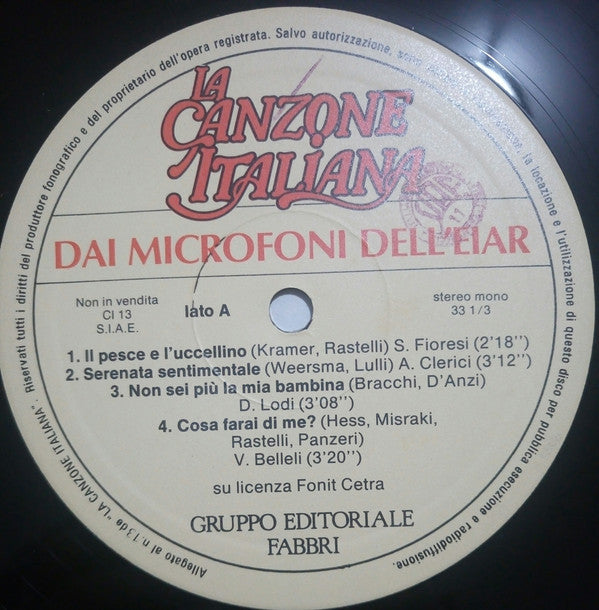 Riservati tutti i diritti del produttore fonografico e del proprietario dell'opera registrata. Salvo autorizzazione, sono la locazione e l'utilizzazione di questo disco per pubblica esecuzione e radiodiffusione.
LA
CANZONE
ITALIANA
DAI MICROFONI DELL'EIAR
Non in vendita
CI 13
S.I.A.E.
lato A
stereo mono
33 1/3
1. Il pesce e l'uccellino (Kramer, Rastelli) S. Fioresi (2'18'')
2. Serenata sentimentale (Weersma, Lulli) A. Clerici (3'12'')
3. Non sei più la mia bambina (Bracchi, D'Anzi)
D. Lodi (3'08'')
4. Cosa farai di me? (Hess, Misraki,
Rastelli, Panzeri)
V. Belleli (3'20'')
su licenza Fonit Cetra
GRUPPO EDITORIALE
FABBRI
Allegato al n. 13 de "LA CANZONE ITALIANA".